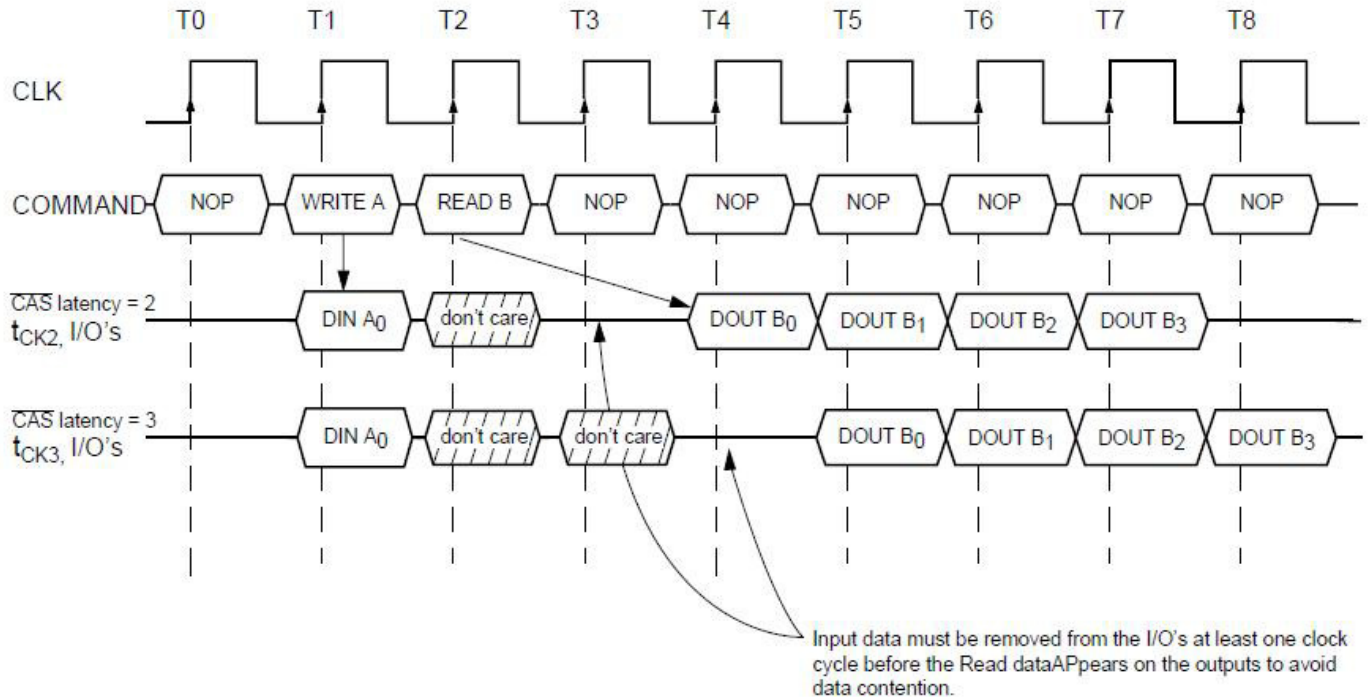 T0 T1 T2 T3 T4 T5 T6 T7 T8
CLK
COMMAND NOP WRITE A READ B NOP NOP NOP NOP NOP NOP
CAS latency = 2
tCK2, I/O's DIN A0 don't care DOUT B0 DOUT B1 DOUT B2 DOUT B3
CAS latency = 3
tCK3, I/O's DIN A0 don't care don't care DOUT B0 DOUT B1 DOUT B2 DOUT B3
Input data must be removed from the I/O's at least one clock
cycle before the Read dataAPpears on the outputs to avoid
data contention.